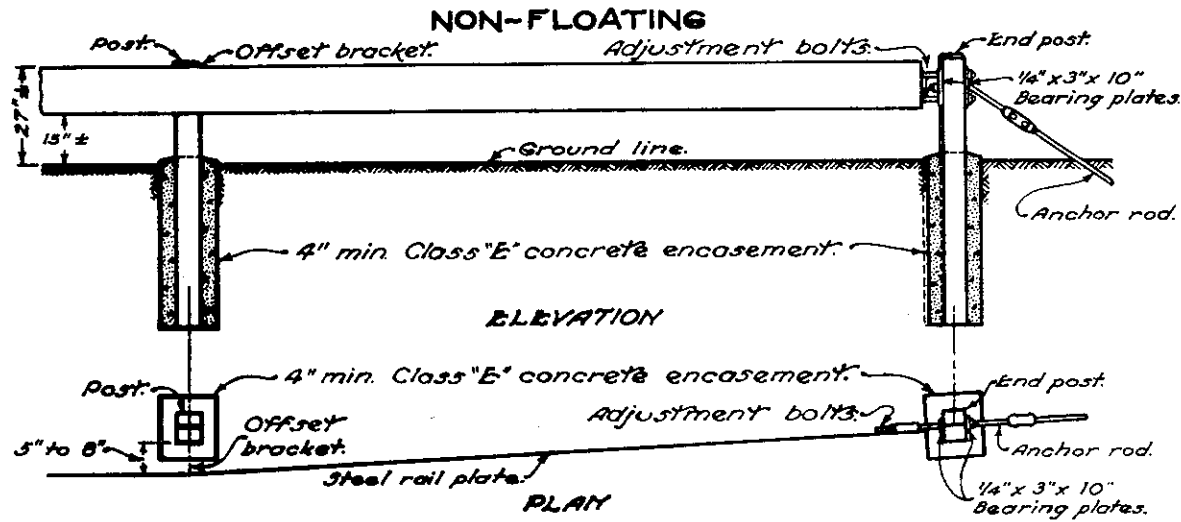 NON-FLOATING
Post.
Offset bracket.
Adjustment bolts.
End post.
1/4" x 3" x 10"
Bearing plates.
27" ±
15" ±
Ground line.
Anchor rod.
4" min. Class "E" concrete encasement.
ELEVATION
Post.
4" min. Class "E" concrete encasement.
End post.
Adjustment bolts.
5" to 8"
Offset
bracket.
Anchor rod.
Steel rail plate.
1/4" x 3" x 10"
Bearing plates.
PLAN